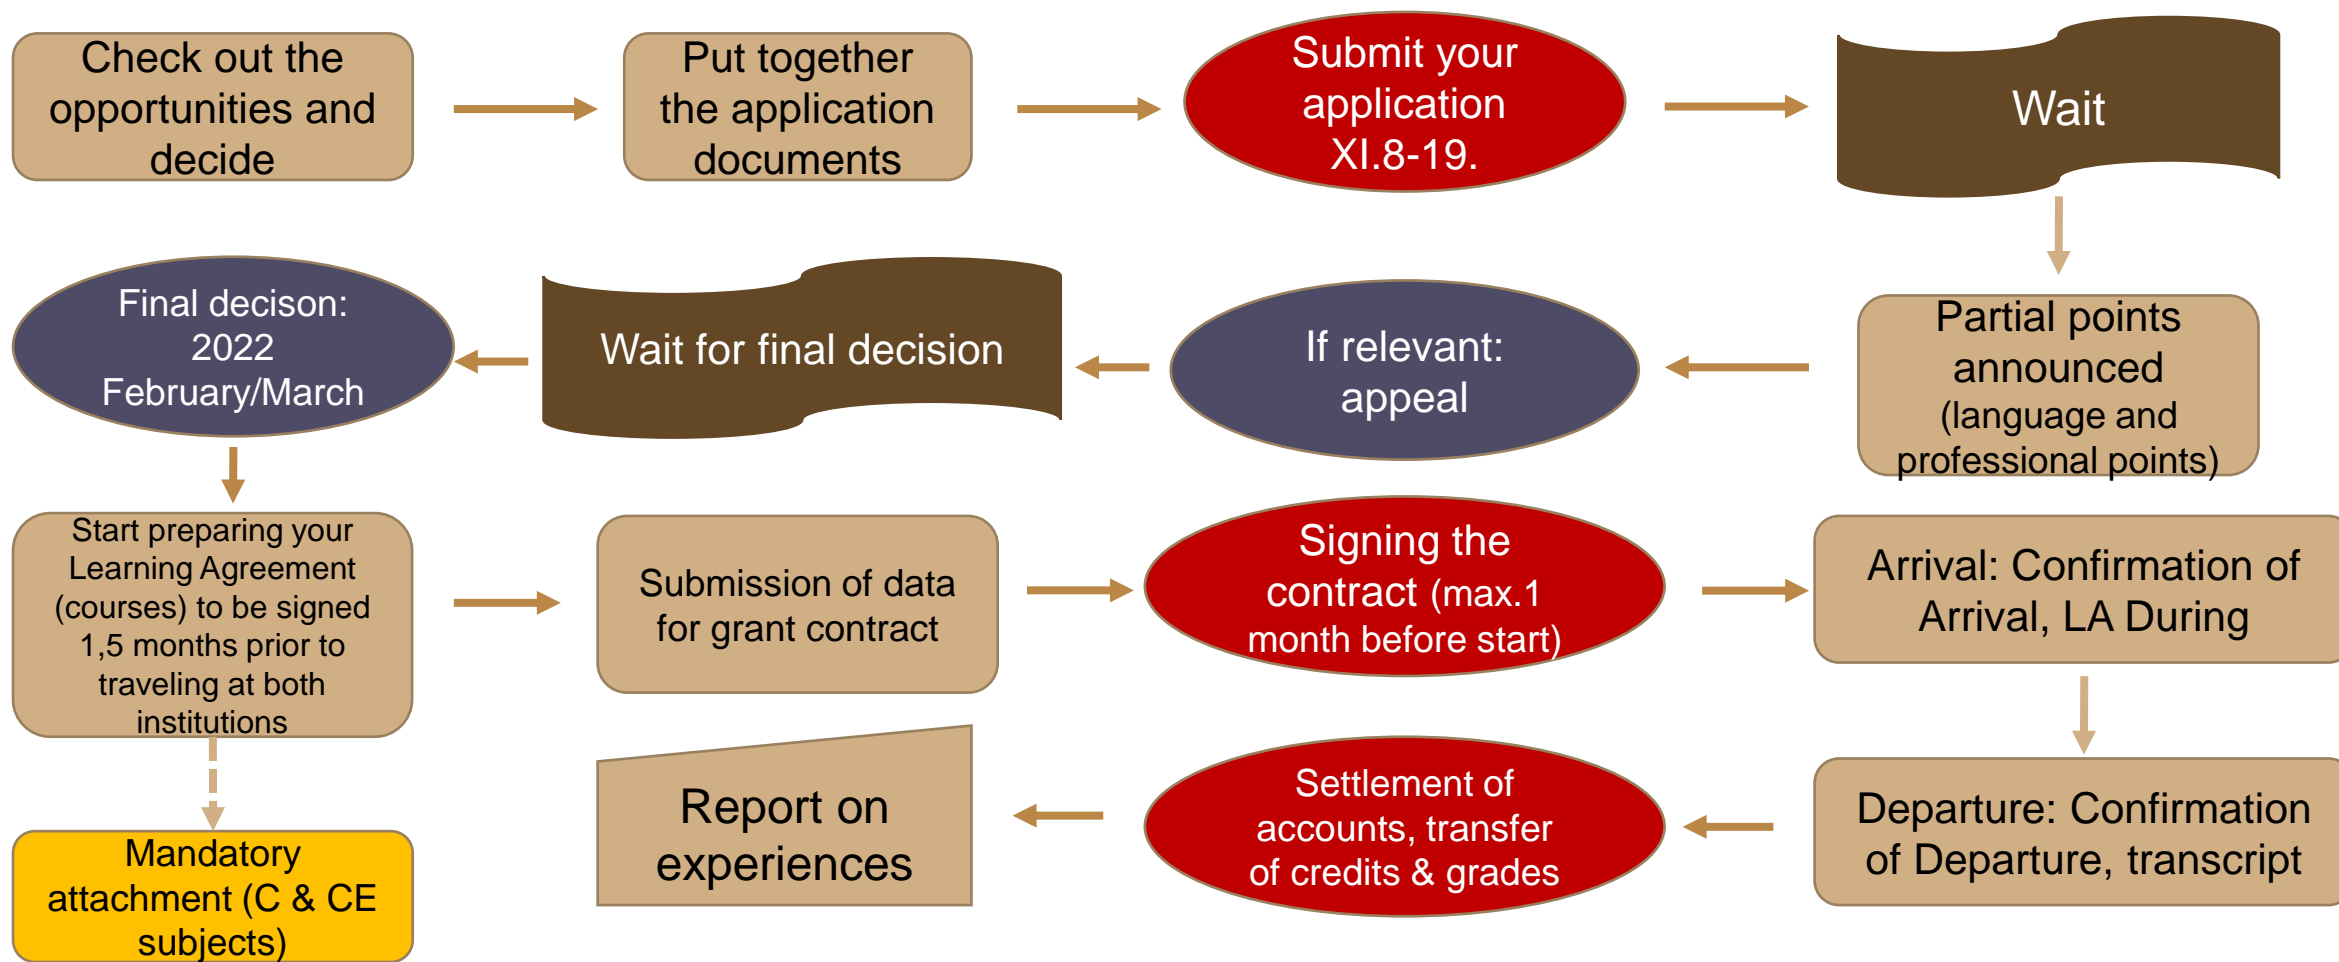 Check out the
opportunities and
decide
Put together
the application
documents
Submit your
application
XI.8-19.
Wait
Partial points
announced
(language and
professional points)
If relevant:
appeal
Wait for final decision
Final decison:
2022
February/March
Start preparing your
Learning Agreement
(courses) to be signed
1,5 months prior to
traveling at both
institutions
Mandatory
attachment (C & CE
subjects)
Submission of data
for grant contract
Signing the
contract (max.1
month before start)
Arrival: Confirmation of
Arrival, LA During
Departure: Confirmation
of Departure, transcript
Settlement of
accounts, transfer
of credits & grades
Report on
experiences